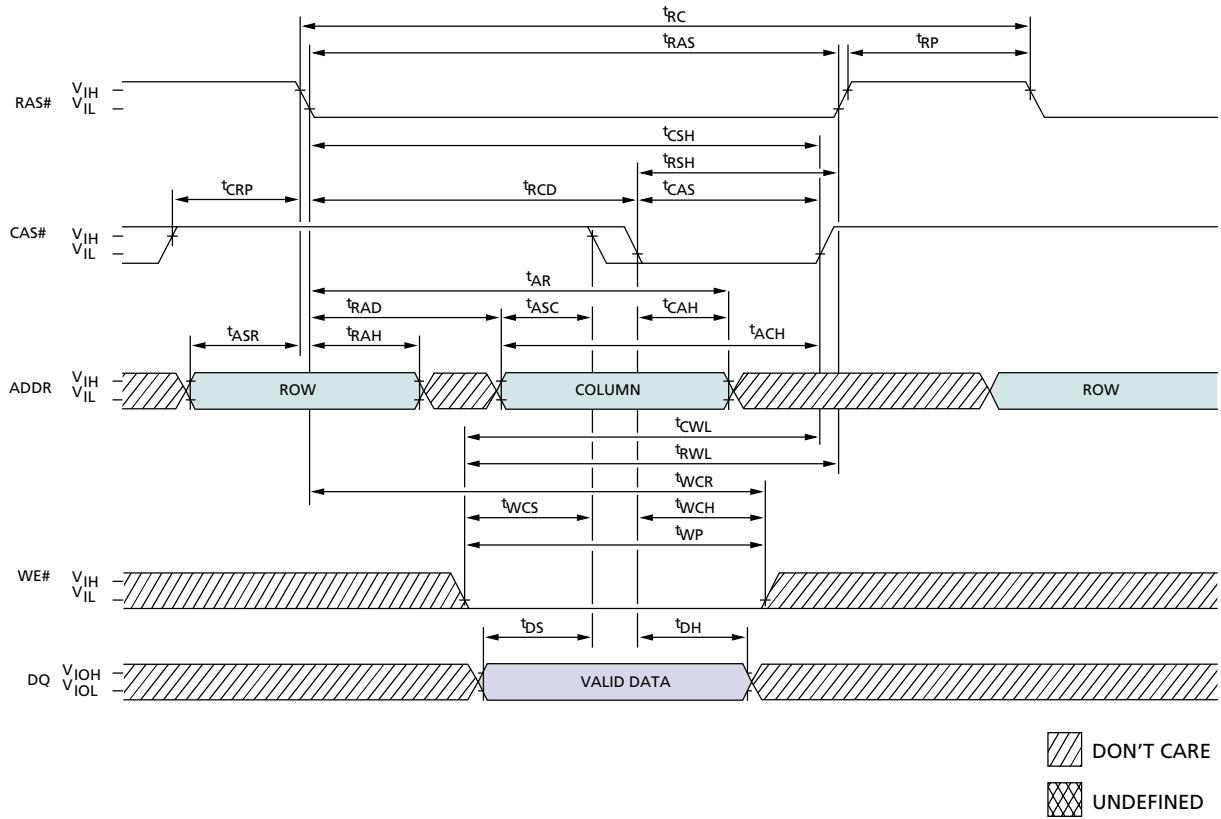 tRC
tRAS tRP
RAS# VIH
VIL
tCSH
tRSH
tCRP tRCD tCAS
CAS# VIH
VIL
tAR
tRAD tASC tCAH
tASR tRAH tACH
ADDR VIH
VIL
ROW COLUMN ROW
tCWL
tRWL
tWCR
tWCS tWCH
tWP
WE# VIH
VIL
tDS tDH
DQ VIOH
VIOL
VALID DATA
DON'T CARE
UNDEFINED